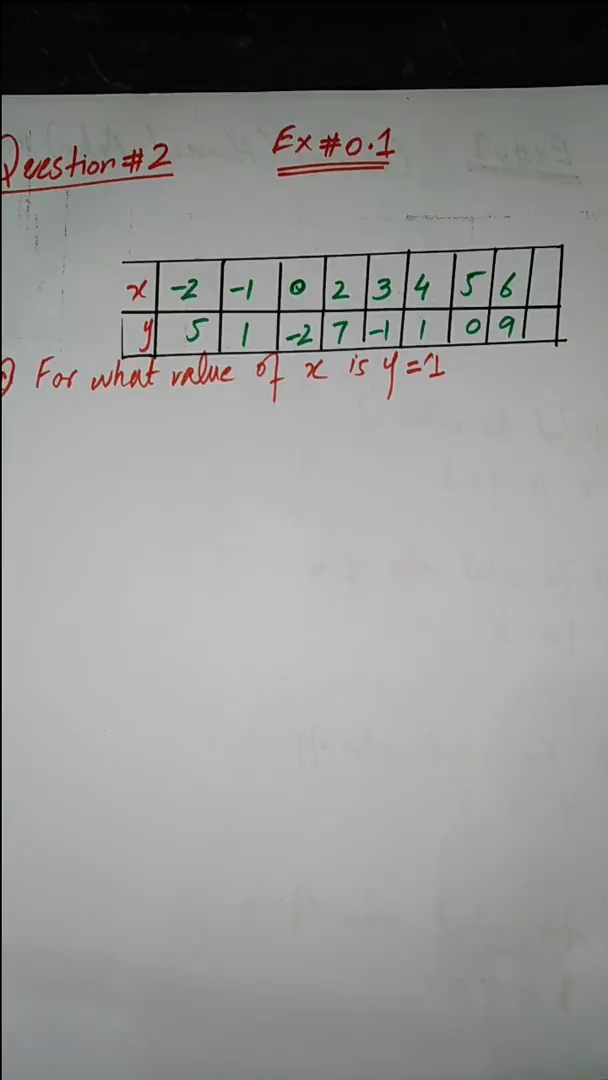 Question #2 Ex #0.1
x -2 -1 0 2 3 4 5 6
y 5 1 -2 7 -1 1 0 9
For what value of x is y = 1